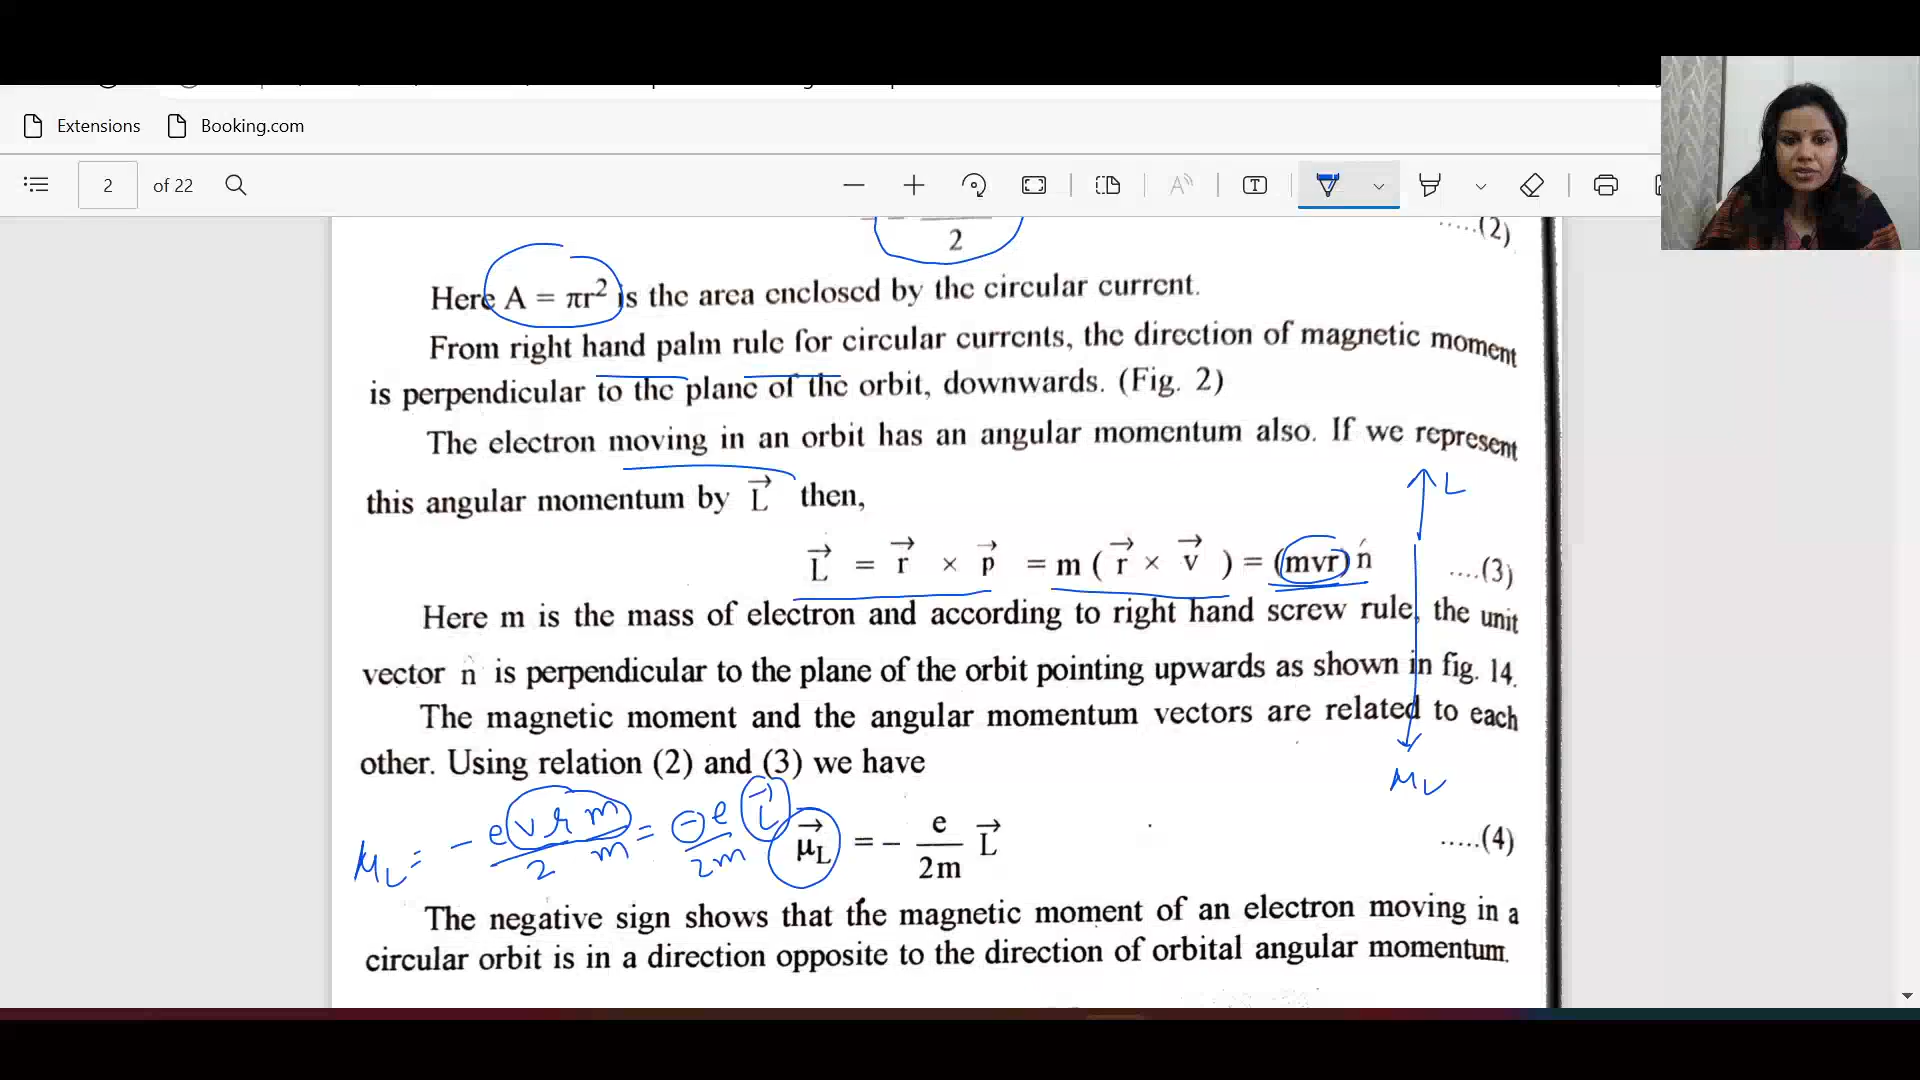 Extensions Booking.com
2 of 22
2 .....(2)
Here A = πr² is the area enclosed by the circular current.
From right hand palm rule for circular currents, the direction of magnetic moment
is perpendicular to the plane of the orbit, downwards. (Fig. 2)
The electron moving in an orbit has an angular momentum also. If we represent
this angular momentum by L⃗ then,
L
L⃗ = r⃗ × p⃗ = m ( r⃗ × v⃗ ) = (mvr) n̂ ....(3)
Here m is the mass of electron and according to right hand screw rule, the unit
vector n̂ is perpendicular to the plane of the orbit pointing upwards as shown in fig. 14.
The magnetic moment and the angular momentum vectors are related to each
other. Using relation (2) and (3) we have
μL
μL = - evrm/2m = -e/2m L⃗
μ⃗L = - e/2m L⃗ .....(4)
The negative sign shows that the magnetic moment of an electron moving in a
circular orbit is in a direction opposite to the direction of orbital angular momentum.